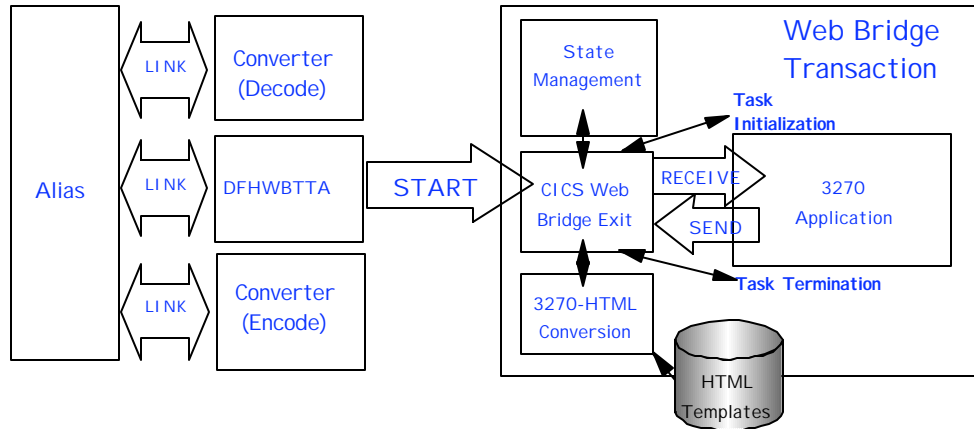 Alias
LINK
Converter
(Decode)
LINK
DFHWBTTA
LINK
Converter
(Encode)
START
Web Bridge
Transaction
State
Management
Task
Initialization
CICS Web
Bridge Exit
RECEIVE
SEND
3270
Application
Task Termination
3270-HTML
Conversion
HTML
Templates